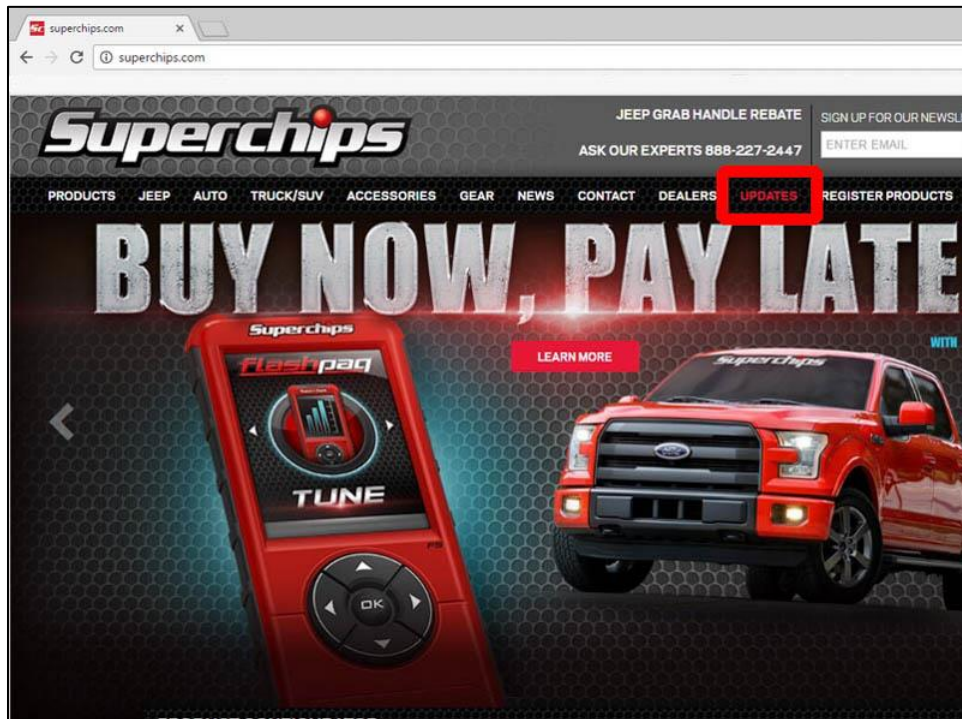 superchips.com
superchips.com
Superchips
JEEP GRAB HANDLE REBATE
ASK OUR EXPERTS 888-227-2447
SIGN UP FOR OUR NEWSL
ENTER EMAIL
PRODUCTS JEEP AUTO TRUCK/SUV ACCESSORIES GEAR NEWS CONTACT DEALERS UPDATES REGISTER PRODUCTS
BUY NOW, PAY LATE
WITH
LEARN MORE
Superchips
flashpaq
TUNE
F5
OK
Superchips
Ford